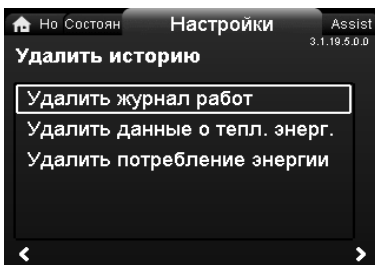 Но Состоян Настройки Assist
3.1.19.5.0.0
Удалить историю
Удалить журнал работ
Удалить данные о тепл. энерг.
Удалить потребление энергии